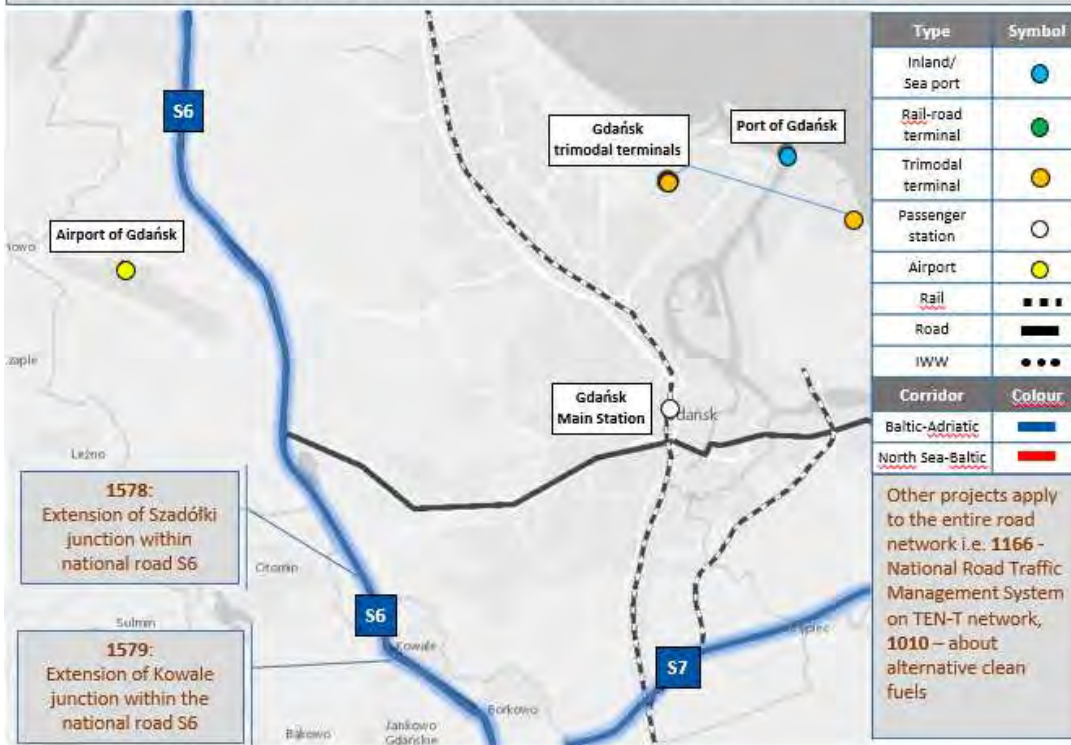 S6
Airport of Gdańsk
Gdańsk
trimodal terminals
Port of Gdańsk
Gdańsk
Main Station
Leźno
1578:
Extension of Szadółki
junction within
national road S6
Otomin
Sulmin
S6
Kowale
1579:
Extension of Kowale
junction within the
national road S6
S7
Borkowo
Jankowo
Gdańskie
Bąkowo
Type Symbol
Inland/
Sea port
Rail-road
terminal
Trimodal
terminal
Passenger
station
Airport
Rail
Road
IWW
Corridor Colour
Baltic-Adriatic
North Sea-Baltic
Other projects apply
to the entire road
network i.e. 1166 -
National Road Traffic
Management System
on TEN-T network,
1010 – about
alternative clean
fuels